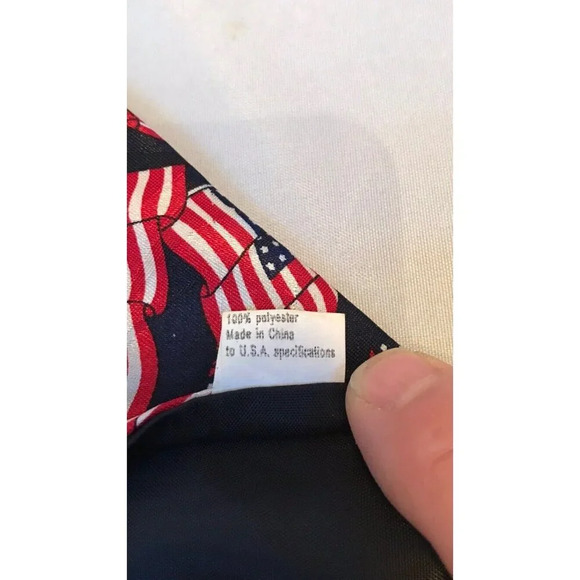 100% polyester
Made in China
to U.S.A. specifications